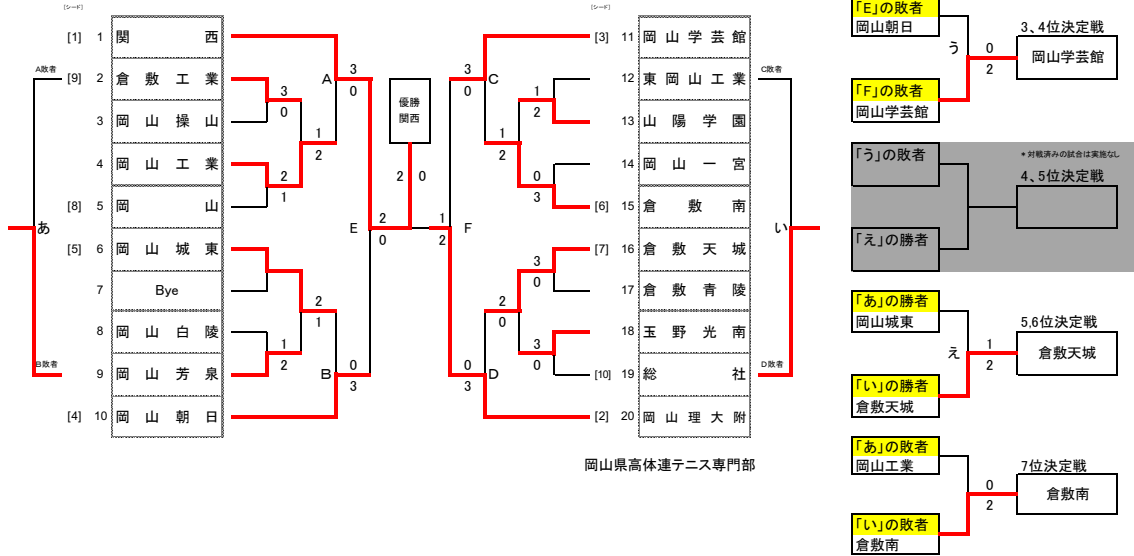 [シード]
[1] 1 関西
[9] 2 倉敷工業
3 岡山操山
4 岡山工業
[8] 5 岡山
[5] 6 岡山城東
7 Bye
8 岡山白陵
9 岡山芳泉
[4] 10 岡山朝日
A敗者
あ
B敗者
3
0
2
1
1
2
1
2
2
1
A
3
0
B
0
3
E
2
0
優勝
関西
2 0
1
2
F
C
3
0
D
0
3
1
2
2
0
1
2
0
3
3
0
3
0
[シード]
[3] 11 岡山学芸館
12 東岡山工業
13 山陽学園
14 岡山一宮
[6] 15 倉敷南
[7] 16 倉敷天城
17 倉敷青陵
18 玉野光南
[10] 19 総社
[2] 20 岡山理大附
C敗者
い
D敗者
岡山県高体連テニス専門部
「E」の敗者
岡山朝日
う
0
2
「F」の敗者
岡山学芸館
3、4位決定戦
岡山学芸館
「う」の敗者
「え」の勝者
* 対戦済みの試合は実施なし
4、5位決定戦
「あ」の勝者
岡山城東
え
1
2
「い」の勝者
倉敷天城
5,6位決定戦
倉敷天城
「あ」の敗者
岡山工業
0
2
「い」の敗者
倉敷南
7位決定戦
倉敷南